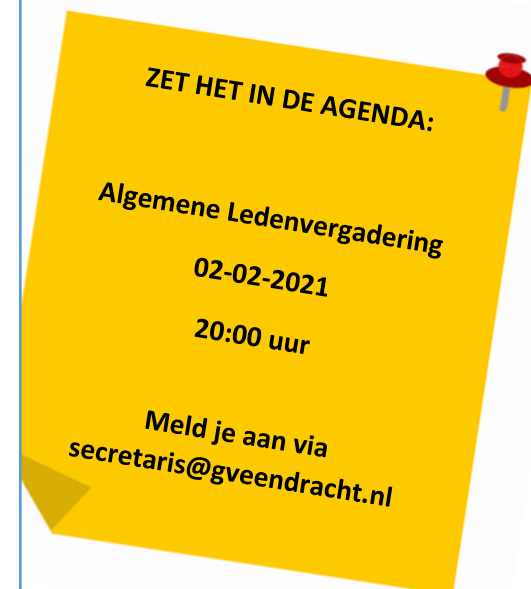 ZET HET IN DE AGENDA:
Algemene Ledenvergadering
02-02-2021
20:00 uur
Meld je aan via
secretaris@gveendracht.nl